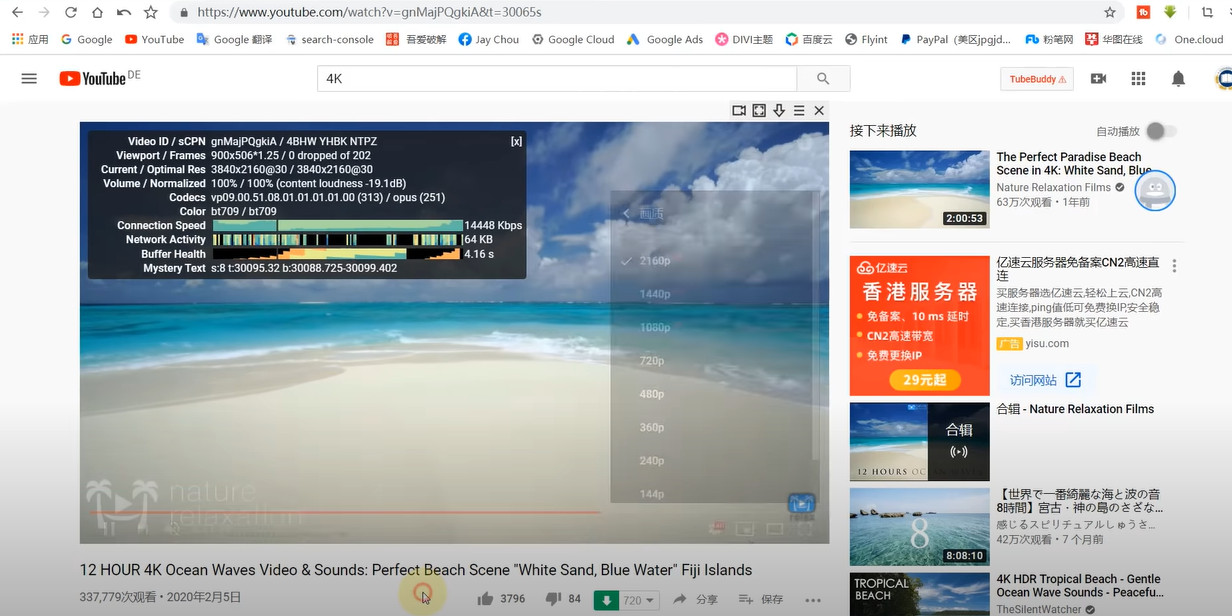 https://www.youtube.com/watch?v=gnMajPQgkiA&t=30065s
应用 Google YouTube Google 翻译 search-console 吾爱破解 Jay Chou Google Cloud Google Ads DIVI主题 百度云 Flyint PayPal（美区jpgjd... 粉笔网 华图在线 One.cloud
YouTube DE
4K
TubeBuddy
Video ID / sCPN gnMajPQgkiA / 4BHW YHBK NTPZ
[x]
Viewport / Frames 900x506*1.25 / 0 dropped of 202
Current / Optimal Res 3840x2160@30 / 3840x2160@30
Volume / Normalized 100% / 100% (content loudness -19.1dB)
Codecs vp09.00.51.08.01.01.01.01.00 (313) / opus (251)
Color bt709 / bt709
Connection Speed 14448 Kbps
Network Activity 64 KB
Buffer Health 4.16 s
Mystery Text s:8 t:30095.32 b:30088.725-30099.402
画质
2160p
1440p
1080p
720p
480p
360p
240p
144p
nature
relaxation
12 HOUR 4K Ocean Waves Video & Sounds: Perfect Beach Scene "White Sand, Blue Water" Fiji Islands
337,779次观看 • 2020年2月5日
3796
84
720
分享
保存
接下来播放
自动播放
The Perfect Paradise Beach
Scene in 4K: White Sand, Blue
Nature Relaxation Films
63万次观看 • 1年前
2:00:53
亿速云
香港服务器
免备案、10 ms 延时
CN2高速带宽
免费更换IP
29元起
亿速云服务器免备案CN2高速直
连
买服务器选亿速云,轻松上云,CN2高
速连接,ping值低可免费换IP,安全稳
定,买香港服务器就买亿速云
广告 yisu.com
访问网站
合辑
12 HOURS
合辑 - Nature Relaxation Films
8
8:08:10
【世界で一番綺麗な海と波の音
8時間】宮古・神の島のさざな...
感じるスピリチュアルしゅうさ...
42万次观看 • 7 个月前
TROPICAL
BEACH
4K HDR Tropical Beach - Gentle
Ocean Wave Sounds - Peacefu...
TheSilentWatcher